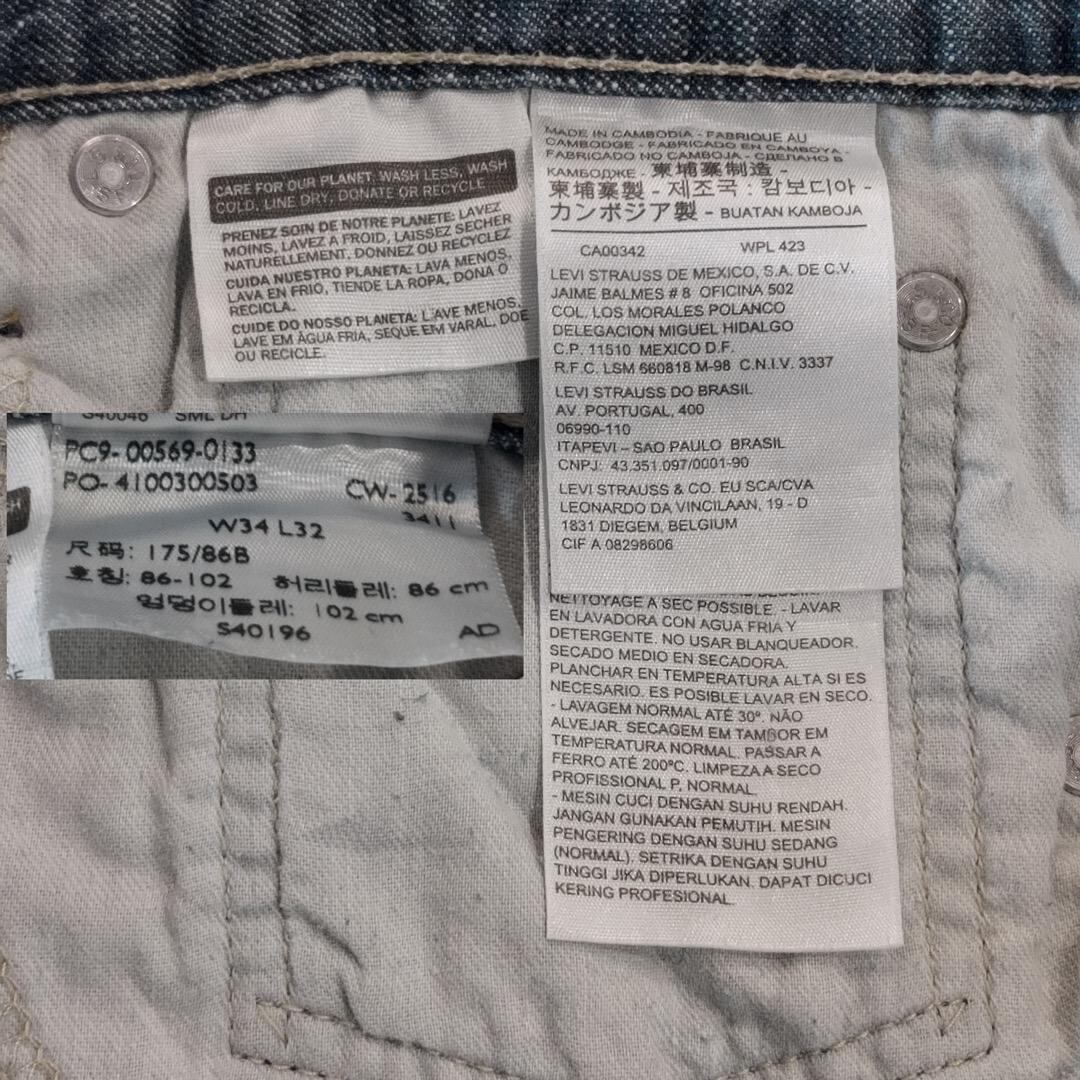 CARE FOR OUR PLANET: WASH LESS, WASH
COLD, LINE DRY, DONATE OR RECYCLE
PRENEZ SOIN DE NOTRE PLANETE: LAVEZ
MOINS, LAVEZ A FROID, LAISSEZ SECHER
NATURELLEMENT, DONNEZ OU RECYCLEZ
CUIDA NUESTRO PLANETA: LAVA MENOS,
LAVA EN FRIO, TIENDE LA ROPA, DONA O
RECICLA.
CUIDE DO NOSSO PLANETA: LAVE MENOS,
LAVE EM ÀGUA FRIA, SEQUE EM VARAL, DOE
OU RECICLE.
MADE IN CAMBODIA - FABRIQUE AU
CAMBODGE - FABRICADO EN CAMBOYA -
FABRICADO NO CAMBOJA - СДЕЛАНО В
КАМБОДЖЕ - 柬埔寨制造 -
柬埔寨製 - 제조국 : 캄보디아 -
カンボジア製 - BUATAN KAMBOJA
CA00342 WPL 423
LEVI STRAUSS DE MEXICO, S.A. DE C.V.
JAIME BALMES # 8 OFICINA 502
COL. LOS MORALES POLANCO
DELEGACION MIGUEL HIDALGO
C.P. 11510 MEXICO D.F.
R.F.C. LSM 660818 M-98 C.N.I.V. 3337
LEVI STRAUSS DO BRASIL
AV. PORTUGAL, 400
06990-110
ITAPEVI – SAO PAULO BRASIL
CNPJ: 43.351.097/0001-90
LEVI STRAUSS & CO. EU SCA/CVA
LEONARDO DA VINCILAAN, 19 - D
1831 DIEGEM, BELGIUM
CIF A 08298606
NETTOYAGE A SEC POSSIBLE. - LAVAR
EN LAVADORA CON AGUA FRIA Y
DETERGENTE. NO USAR BLANQUEADOR.
SECADO MEDIO EN SECADORA.
PLANCHAR EN TEMPERATURA ALTA SI ES
NECESARIO. ES POSIBLE LAVAR EN SECO.
- LAVAGEM NORMAL ATÉ 30º. NÃO
ALVEJAR. SECAGEM EM TAMBOR EM
TEMPERATURA NORMAL. PASSAR A
FERRO ATÉ 200ºC. LIMPEZA A SECO
PROFISSIONAL P, NORMAL.
- MESIN CUCI DENGAN SUHU RENDAH.
JANGAN GUNAKAN PEMUTIH. MESIN
PENGERING DENGAN SUHU SEDANG
(NORMAL). SETRIKA DENGAN SUHU
TINGGI JIKA DIPERLUKAN. DAPAT DICUCI
KERING PROFESIONAL.
S40046 SML DH
PC9- 00569-0133
PO- 4100300503 CW- 2516
3411
W34 L32
尺码: 175/86B
호칭: 86-102 허리둘레: 86 cm
엉덩이둘레: 102 cm
S40196 AD